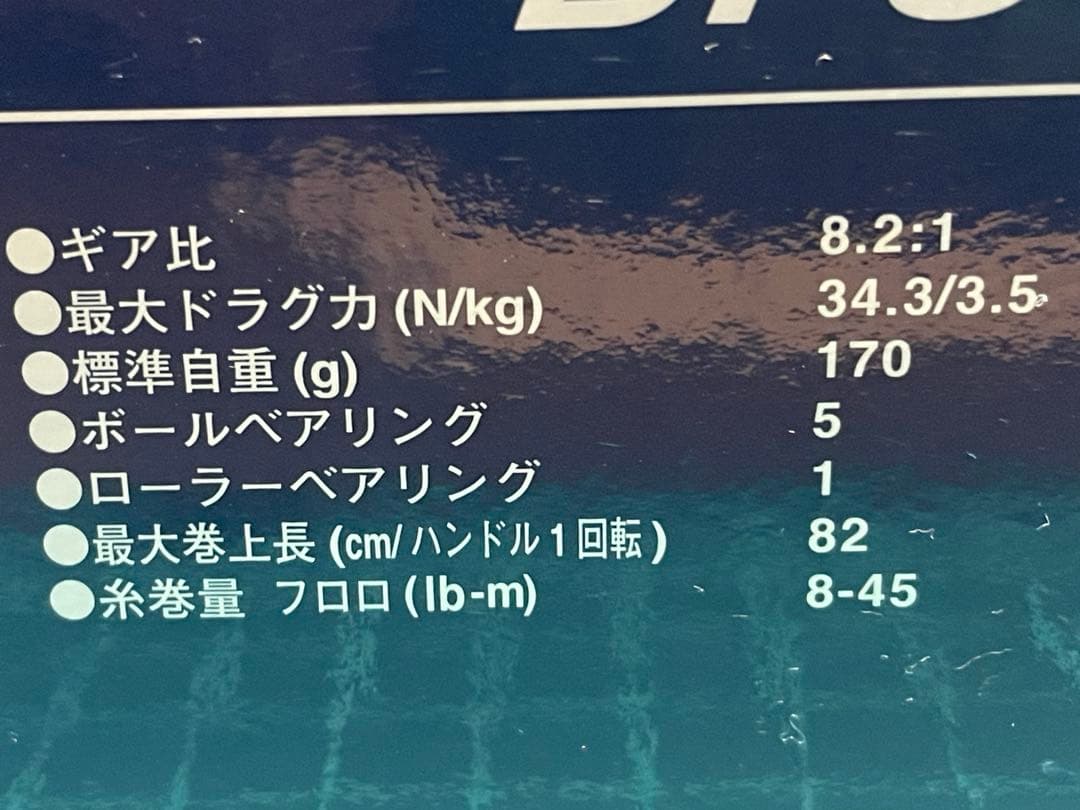 ●ギア比 8.2:1
●最大ドラグ力 (N/kg) 34.3/3.5
●標準自重 (g) 170
●ボールベアリング 5
●ローラーベアリング 1
●最大巻上長 (cm/ハンドル1回転) 82
●糸巻量 フロロ (lb-m) 8-45